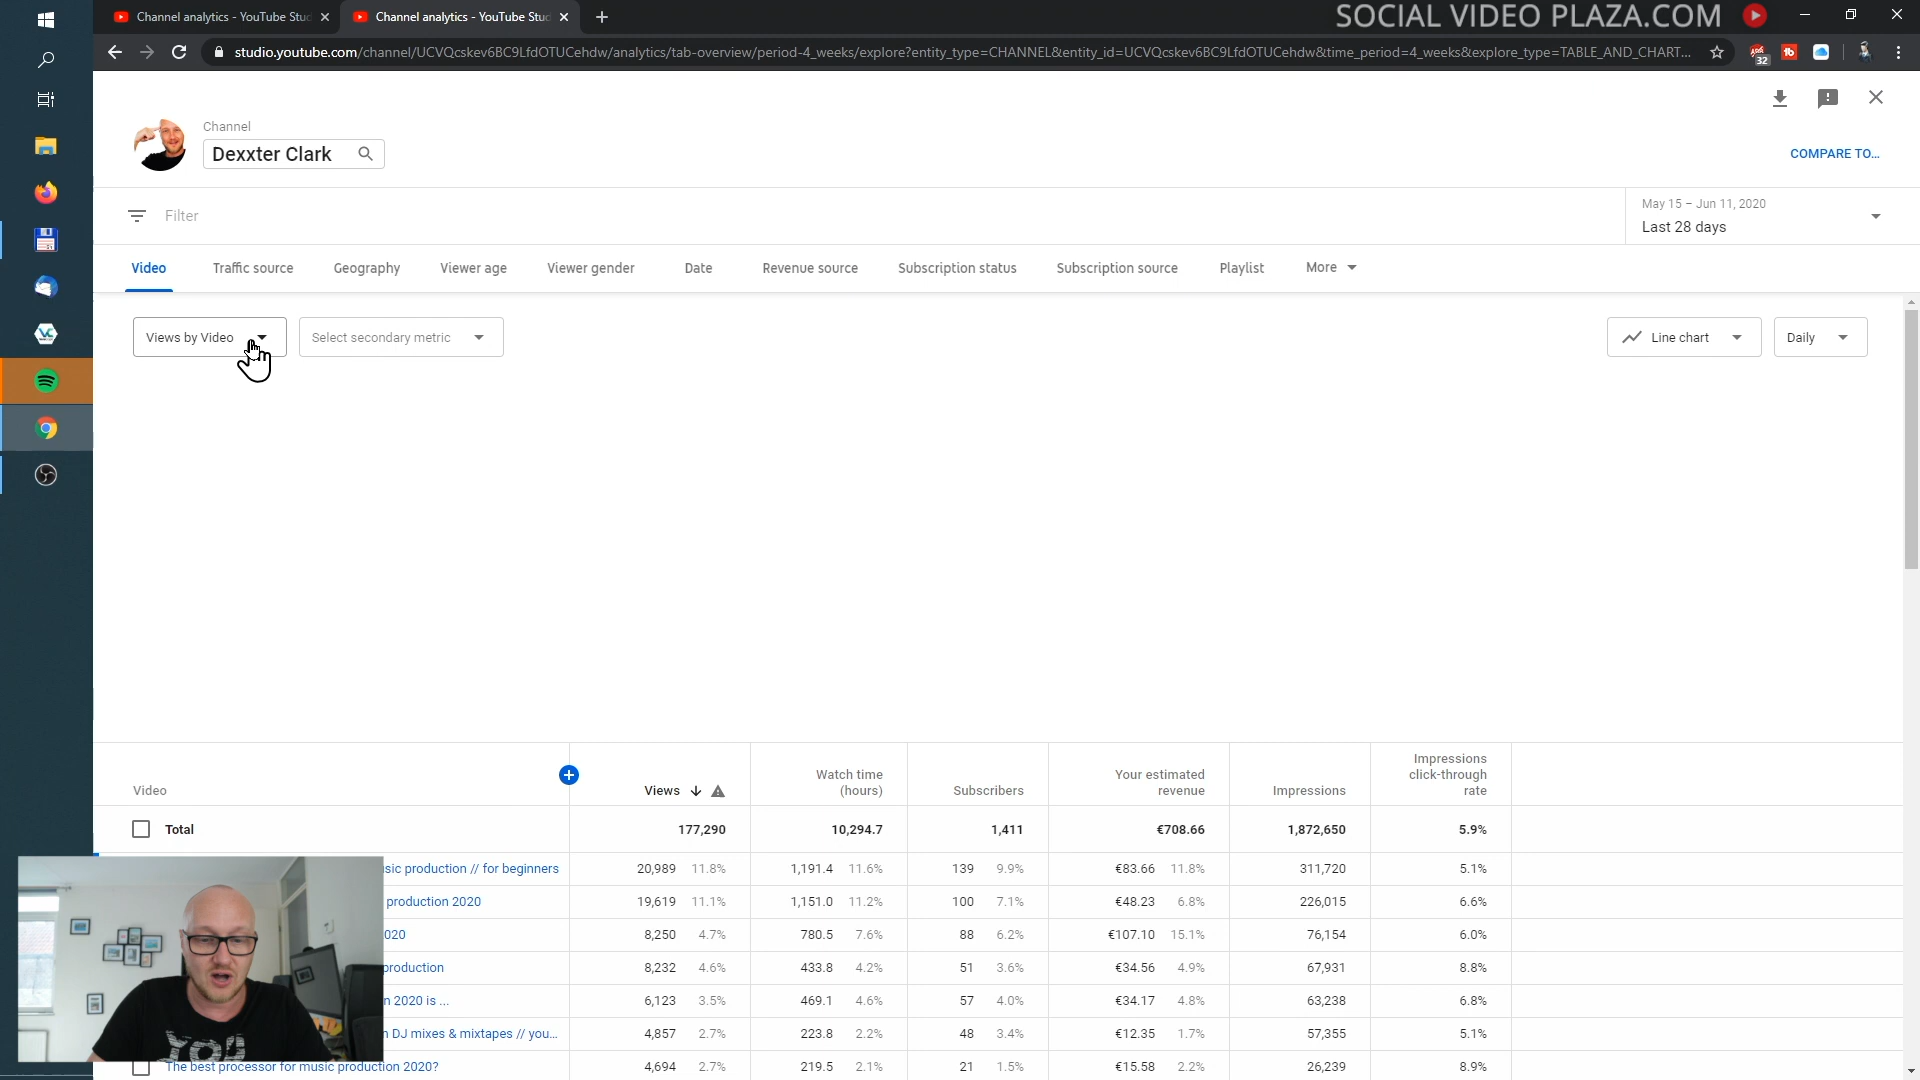 Channel analytics - YouTube Stud
Channel analytics - YouTube Stud
SOCIAL VIDEO PLAZA.COM
studio.youtube.com/channel/UCVQcskev6BC9LfdOTUCehdw/analytics/tab-overview/period-4_weeks/explore?entity_type=CHANNEL&entity_id=UCVQcskev6BC9LfdOTUCehdw&time_period=4_weeks&explore_type=TABLE_AND_CHART...
32
Channel
Dexxter Clark
COMPARE TO...
Filter
May 15 – Jun 11, 2020
Last 28 days
Video Traffic source Geography Viewer age Viewer gender Date Revenue source Subscription status Subscription source Playlist More
Views by Video Select secondary metric Line chart Daily
Video Views Watch time (hours) Subscribers Your estimated revenue Impressions Impressions click-through rate
Total 177,290 10,294.7 1,411 €708.66 1,872,650 5.9%
sic production // for beginners 20,989 11.8% 1,191.4 11.6% 139 9.9% €83.66 11.8% 311,720 5.1%
production 2020 19,619 11.1% 1,151.0 11.2% 100 7.1% €48.23 6.8% 226,015 6.6%
020 8,250 4.7% 780.5 7.6% 88 6.2% €107.10 15.1% 76,154 6.0%
production 8,232 4.6% 433.8 4.2% 51 3.6% €34.56 4.9% 67,931 8.8%
n 2020 is ... 6,123 3.5% 469.1 4.6% 57 4.0% €34.17 4.8% 63,238 6.8%
n DJ mixes & mixtapes // you... 4,857 2.7% 223.8 2.2% 48 3.4% €12.35 1.7% 57,355 5.1%
The best processor for music production 2020? 4,694 2.7% 219.5 2.1% 21 1.5% €15.58 2.2% 26,239 8.9%
YOU